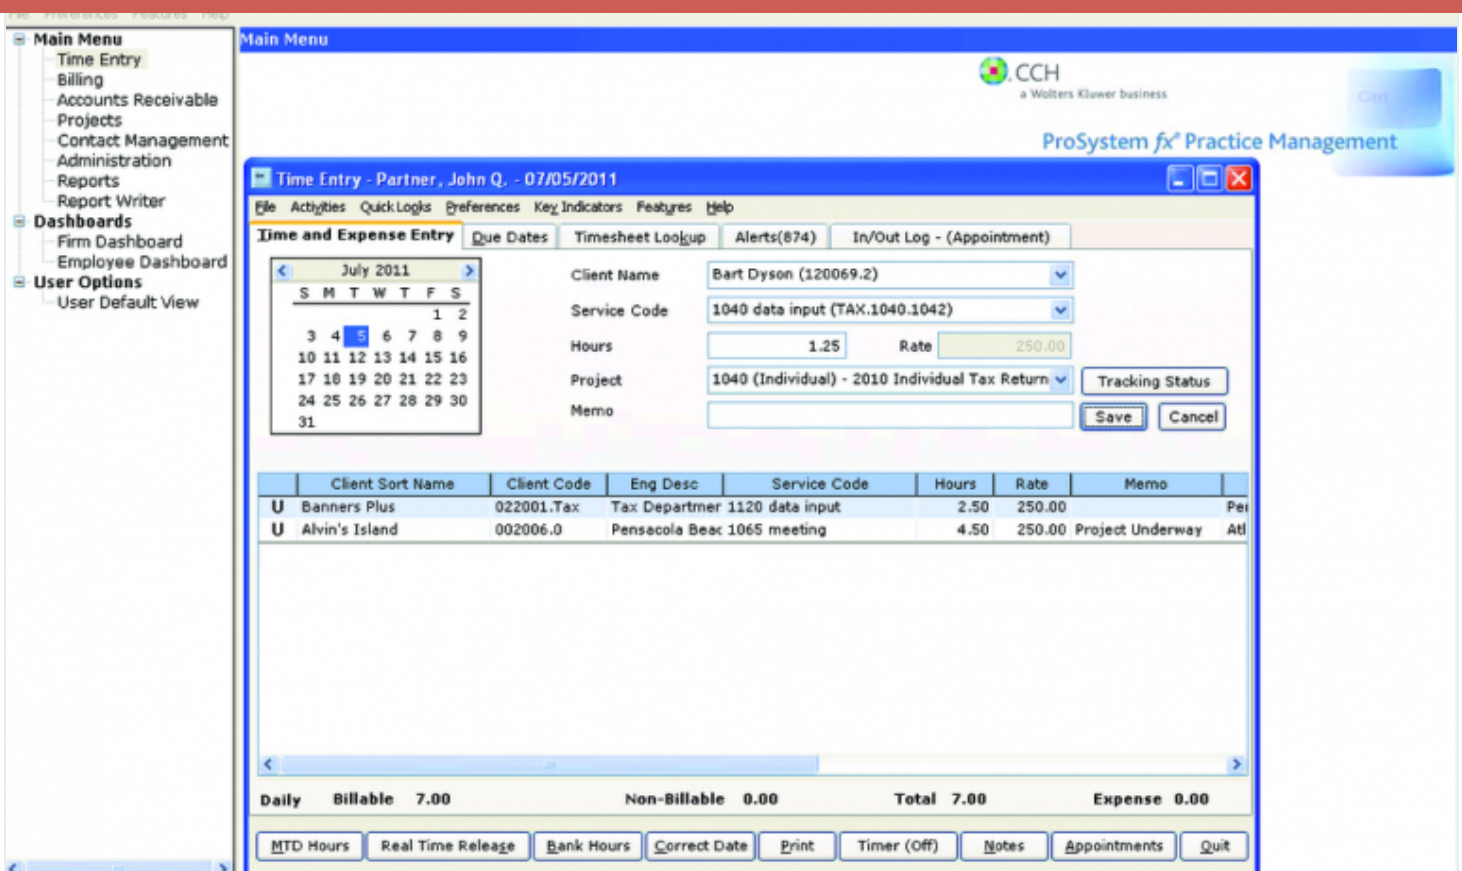 File Preferences Features Help
Main Menu
Time Entry
Billing
Accounts Receivable
Projects
Contact Management
Administration
Reports
Report Writer
Dashboards
Firm Dashboard
Employee Dashboard
User Options
User Default View
Main Menu
CCH
a Wolters Kluwer business
Ctrl
ProSystem fx® Practice Management
Time Entry - Partner, John Q. - 07/05/2011
File Activities Quick Looks Preferences Key Indicators Features Help
Time and Expense Entry Due Dates Timesheet Lookup Alerts(874) In/Out Log - (Appointment)
July 2011
S M T W T F S
1 2
3 4 5 6 7 8 9
10 11 12 13 14 15 16
17 18 19 20 21 22 23
24 25 26 27 28 29 30
31
Client Name Bart Dyson (120069.2)
Service Code 1040 data input (TAX.1040.1042)
Hours 1.25 Rate 250.00
Project 1040 (Individual) - 2010 Individual Tax Return Tracking Status
Memo Save Cancel
Client Sort Name Client Code Eng Desc Service Code Hours Rate Memo
U Banners Plus 022001.Tax Tax Departmer 1120 data input 2.50 250.00 Per
U Alvin's Island 002006.0 Pensacola Beac 1065 meeting 4.50 250.00 Project Underway Atl
Daily Billable 7.00 Non-Billable 0.00 Total 7.00 Expense 0.00
MTD Hours Real Time Release Bank Hours Correct Date Print Timer (Off) Notes Appointments Quit